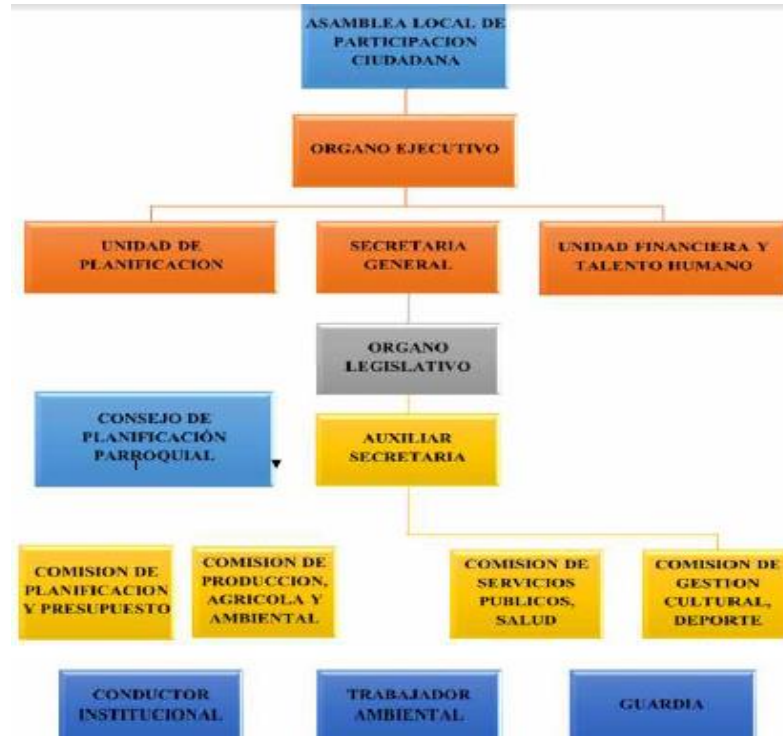 ASAMBLEA LOCAL DE
PARTICIPACION
CIUDADANA
ORGANO EJECUTIVO
UNIDAD DE
PLANIFICACION
SECRETARIA
GENERAL
UNIDAD FINANCIERA Y
TALENTO HUMANO
ORGANO
LEGISLATIVO
CONSEJO DE
PLANIFICACIÓN
PARROQUIAL
AUXILIAR
SECRETARIA
COMISION DE
PLANIFICACION
Y PRESUPUESTO
COMISION DE
PRODUCCION,
AGRICOLA Y
AMBIENTAL
COMISION DE
SERVICIOS
PUBLICOS,
SALUD
COMISION DE
GESTION
CULTURAL,
DEPORTE
CONDUCTOR
INSTITUCIONAL
TRABAJADOR
AMBIENTAL
GUARDIA